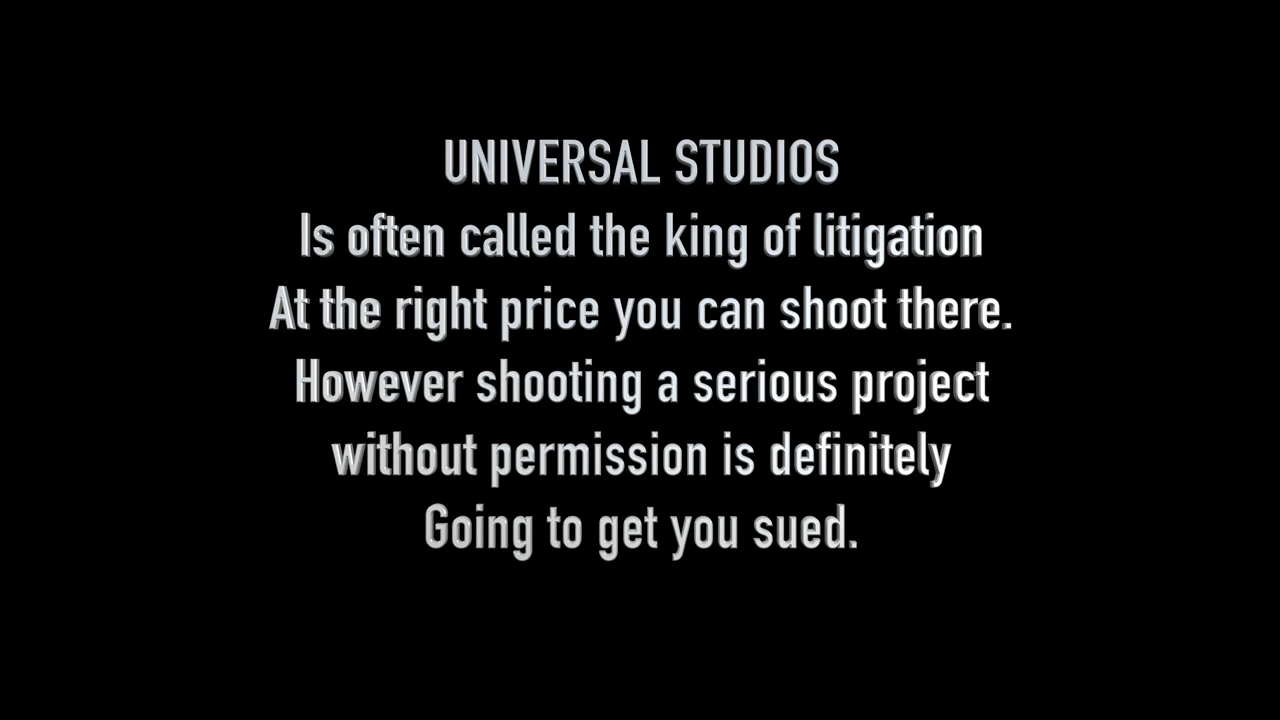 UNIVERSAL STUDIOS
Is often called the king of litigation
At the right price you can shoot there.
However shooting a serious project
without permission is definitely
Going to get you sued.